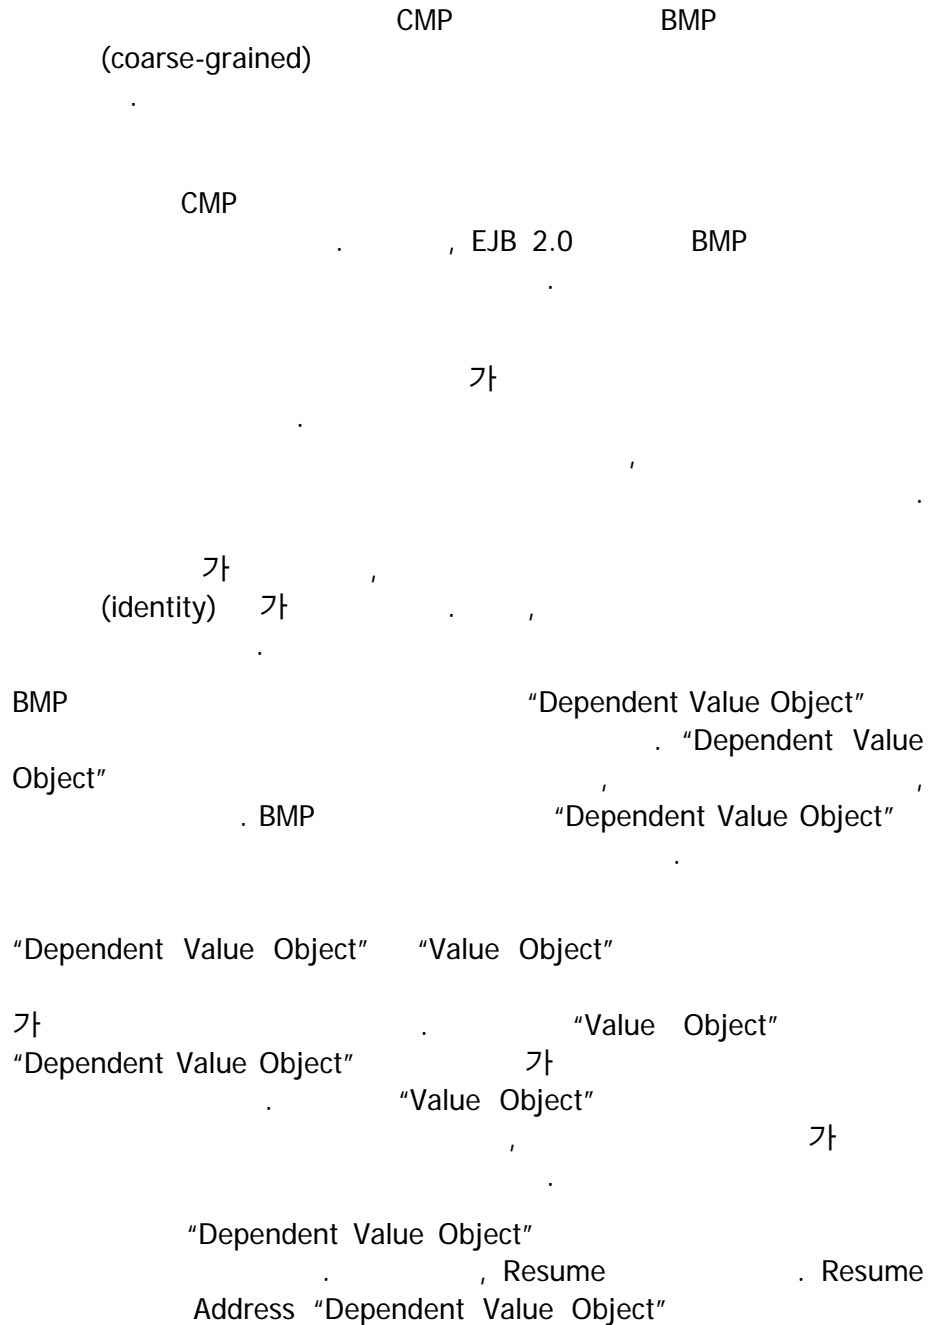 CMP BMP
(coarse-grained)
.
CMP
. , EJB 2.0 BMP
.
가
.
,
.
가 ,
(identity) 가 . ,
.
BMP “Dependent Value Object”
. “Dependent Value
Object” , ,
. BMP “Dependent Value Object”
.
“Dependent Value Object” “Value Object”
가 . “Value Object”
“Dependent Value Object” 가
. “Value Object”
, 가
.
“Dependent Value Object”
. , Resume . Resume
Address “Dependent Value Object”